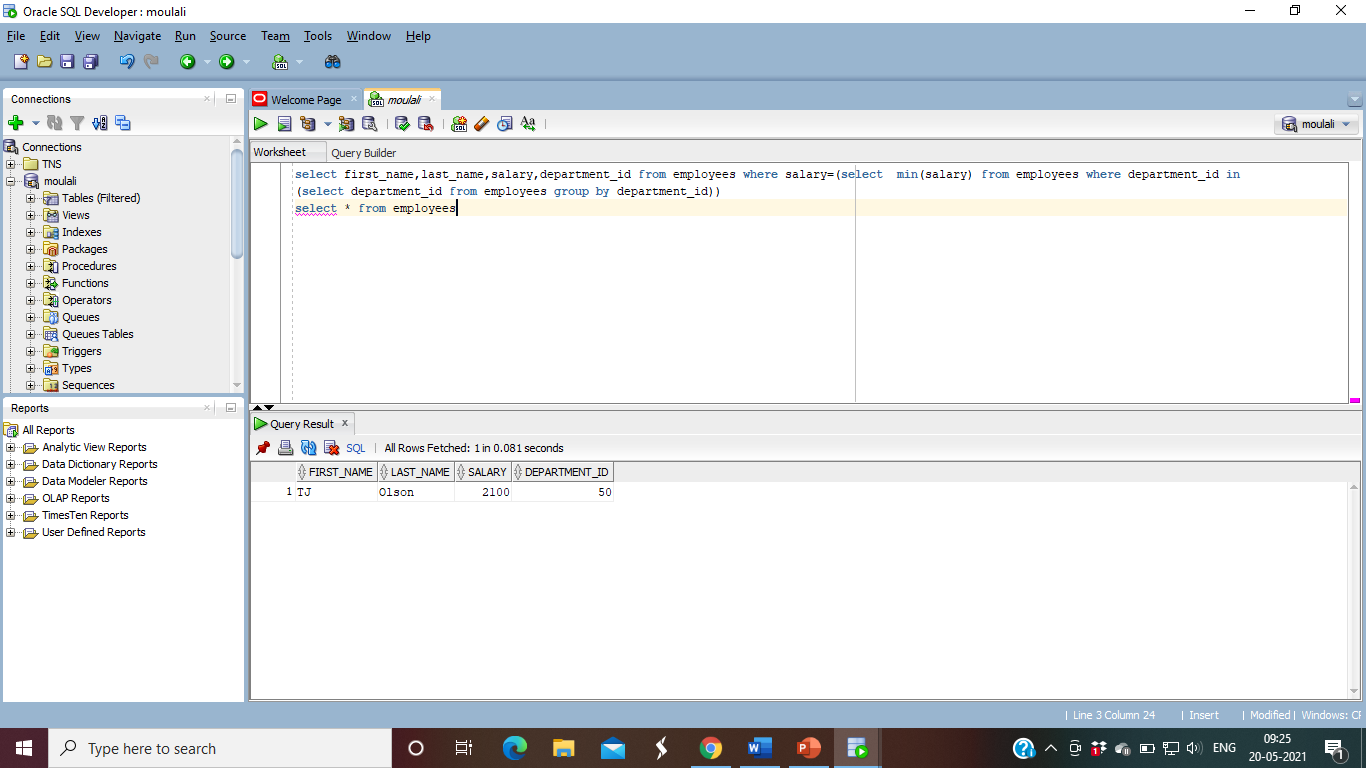 Oracle SQL Developer : moulali
File Edit View Navigate Run Source Team Tools Window Help
Connections
Connections
TNS
moulali
Tables (Filtered)
Views
Indexes
Packages
Procedures
Functions
Operators
Queues
Queues Tables
Triggers
Types
Sequences
Reports
All Reports
Analytic View Reports
Data Dictionary Reports
Data Modeler Reports
OLAP Reports
TimesTen Reports
User Defined Reports
Welcome Page moulali
moulali
Worksheet Query Builder
select first_name,last_name,salary,department_id from employees where salary=(select  min(salary) from employees where department_id in
(select department_id from employees group by department_id))
select * from employees
Query Result x
SQL | All Rows Fetched: 1 in 0.081 seconds
FIRST_NAME LAST_NAME SALARY DEPARTMENT_ID
1 TJ Olson 2100 50
| Line 3 Column 24 | Insert | Modified | Windows: CF
Type here to search
ENG
09:25
20-05-2021
1